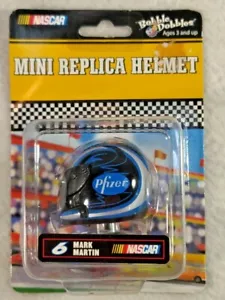 NASCAR
Bobble Dobbles
Ages 3 and up
MINI REPLICA HELMET
Pfizer
6 MARK MARTIN NASCAR